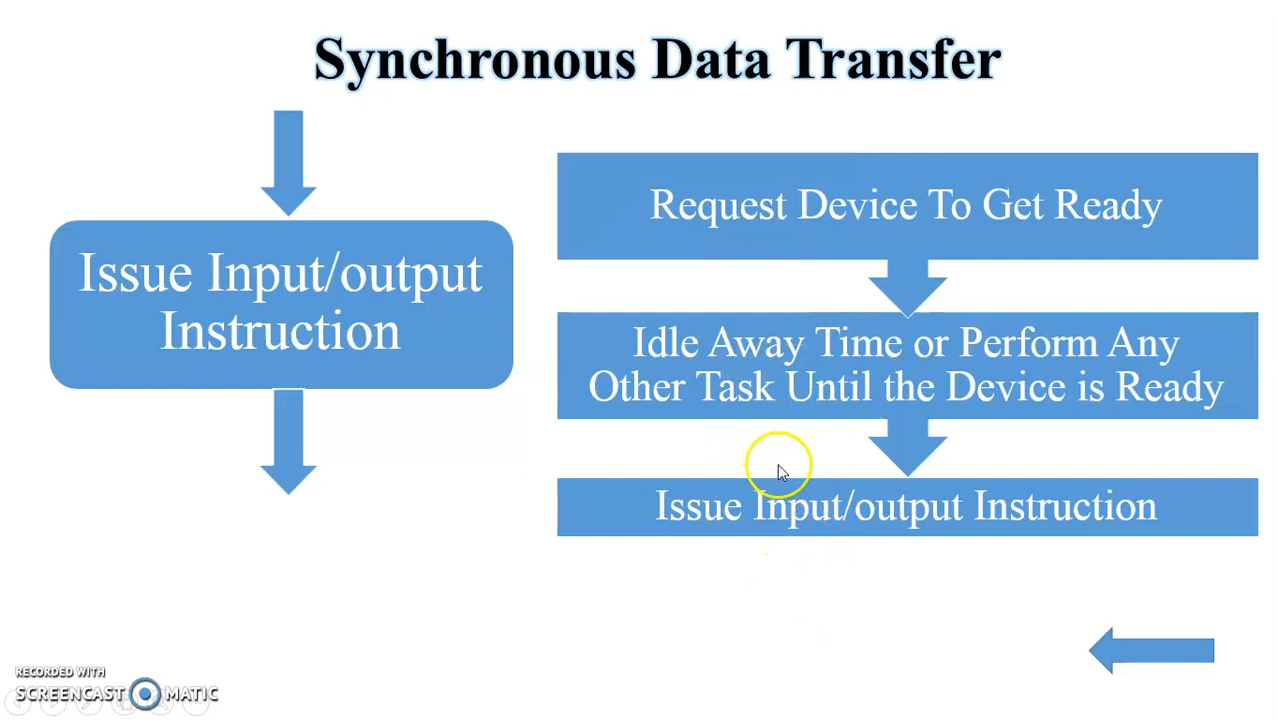 Synchronous Data Transfer
Issue Input/output
Instruction
Request Device To Get Ready
Idle Away Time or Perform Any
Other Task Until the Device is Ready
Issue Input/output Instruction
RECORDED WITH
SCREENCAST MATIC